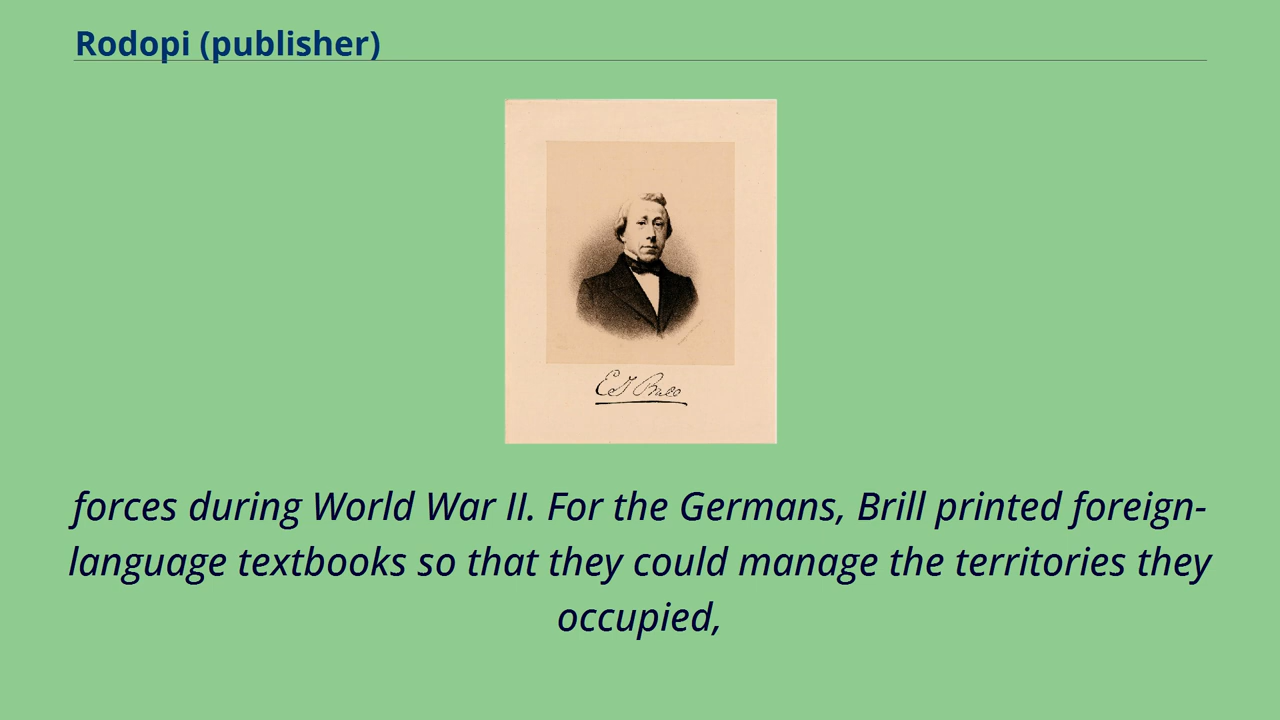 Rodopi (publisher)
E J Brill
forces during World War II. For the Germans, Brill printed foreign-
language textbooks so that they could manage the territories they
occupied,